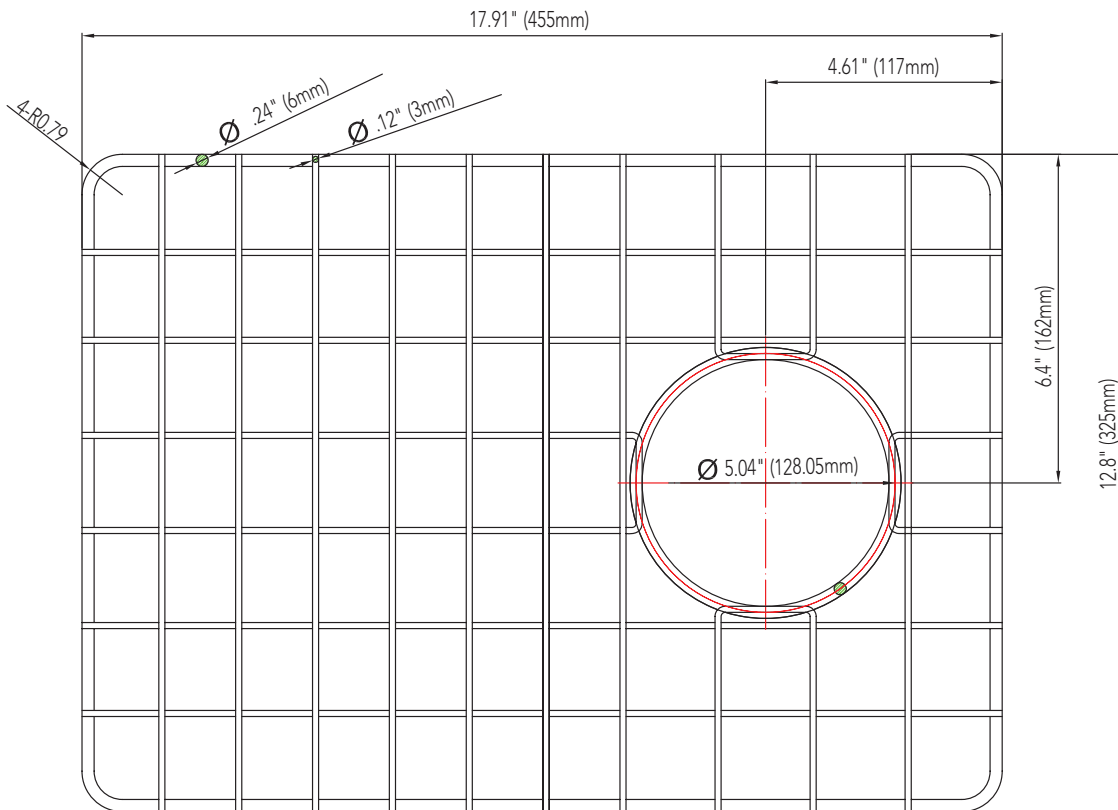 17.91" (455mm)
4.61" (117mm)
4-R0.79
Ø .24" (6mm)
Ø .12" (3mm)
6.4" (162mm)
12.8" (325mm)
Ø 5.04" (128.05mm)